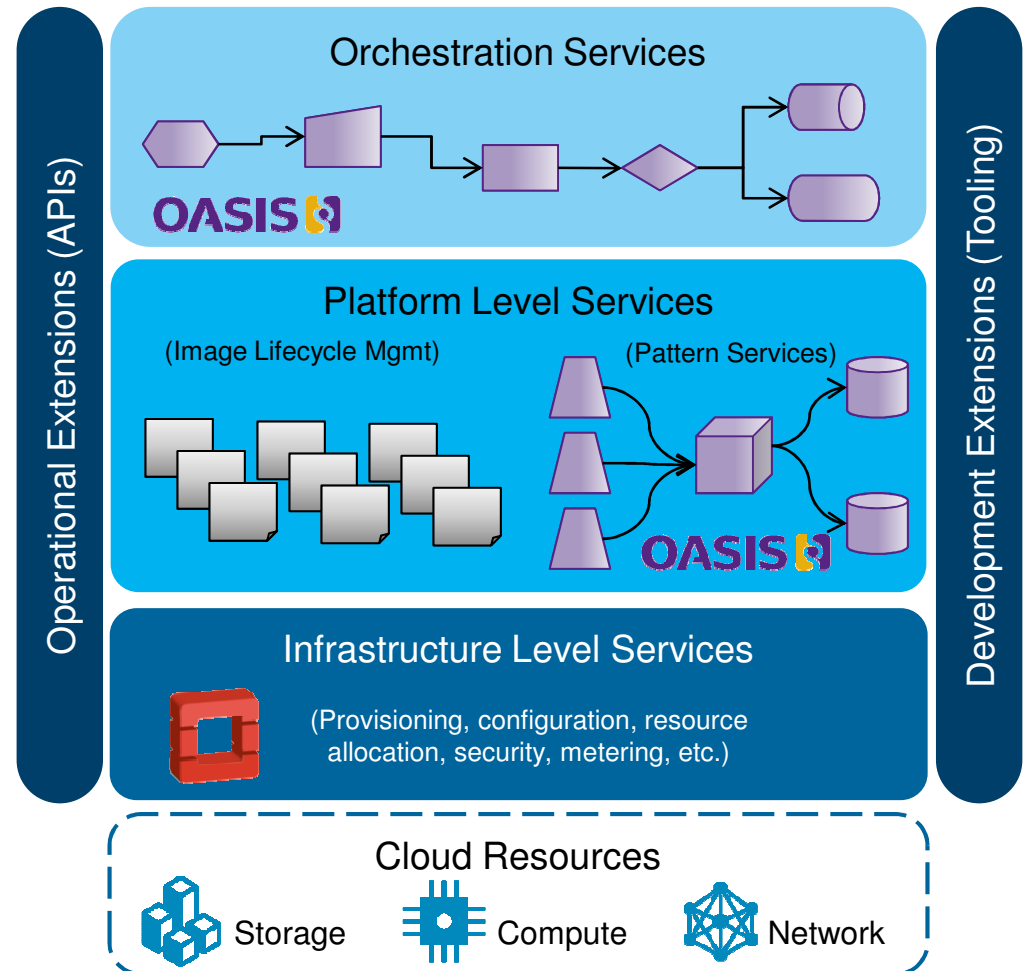 Operational Extensions (APIs)
Orchestration Services
OASIS
Platform Level Services
(Image Lifecycle Mgmt)
(Pattern Services)
OASIS
Infrastructure Level Services
(Provisioning, configuration, resource
allocation, security, metering, etc.)
Cloud Resources
Storage
Compute
Network
Development Extensions (Tooling)